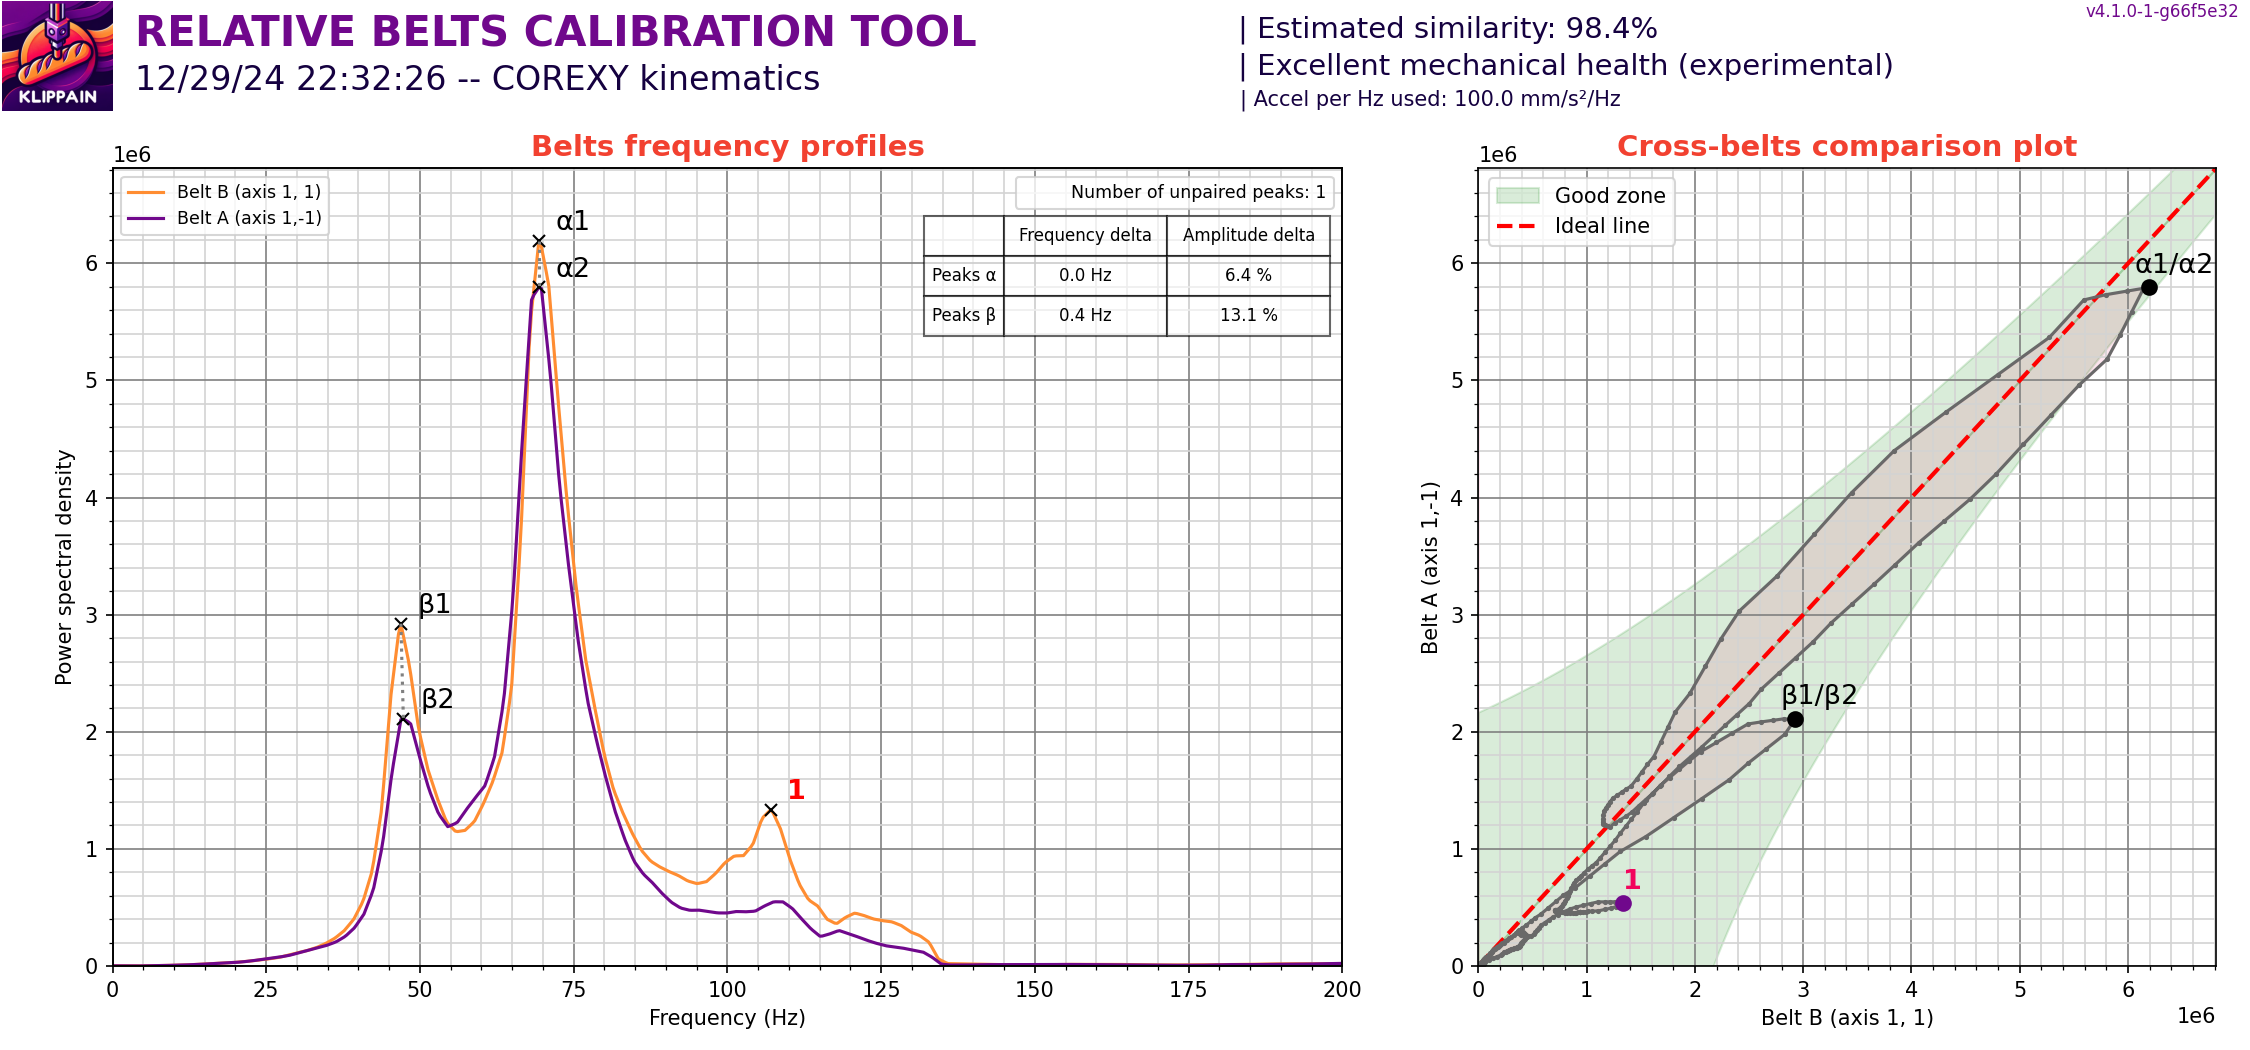 KLIPPAIN
RELATIVE BELTS CALIBRATION TOOL
12/29/24 22:32:26 -- COREXY kinematics
| Estimated similarity: 98.4%
| Excellent mechanical health (experimental)
| Accel per Hz used: 100.0 mm/s²/Hz
v4.1.0-1-g66f5e32
Belts frequency profiles
1e6
Belt B (axis 1, 1)
Belt A (axis 1,-1)
Number of unpaired peaks: 1
Frequency delta Amplitude delta
Peaks α 0.0 Hz 6.4 %
Peaks β 0.4 Hz 13.1 %
α1
α2
β1
β2
1
Power spectral density
6
5
4
3
2
1
0
0 25 50 75 100 125 150 175 200
Frequency (Hz)
Cross-belts comparison plot
1e6
Good zone
Ideal line
α1/α2
β1/β2
1
Belt A (axis 1,-1)
6
5
4
3
2
1
0
0 1 2 3 4 5 6
Belt B (axis 1, 1)
1e6